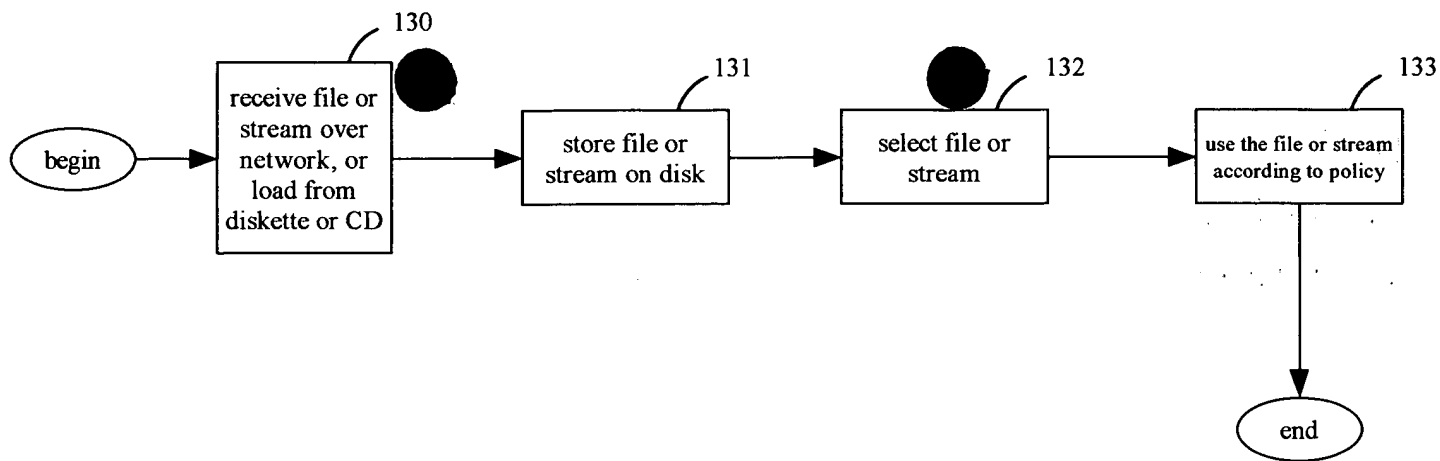 130
131
132
133
begin
receive file or
stream over
network, or
load from
diskette or CD
store file or
stream on disk
select file or
stream
use the file or stream
according to policy
end